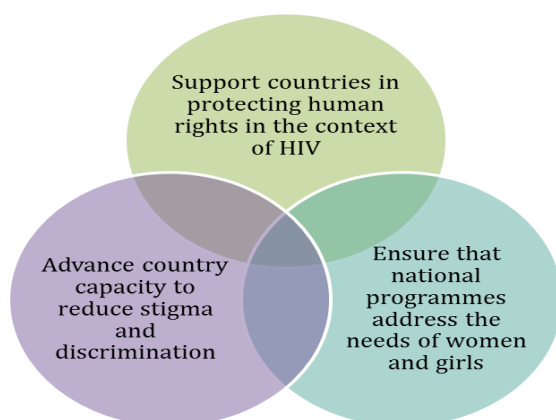 Support countries in
protecting human
rights in the context
of HIV
Advance country
capacity to
reduce stigma
and
discrimination
Ensure that
national
programmes
address the
needs of women
and girls